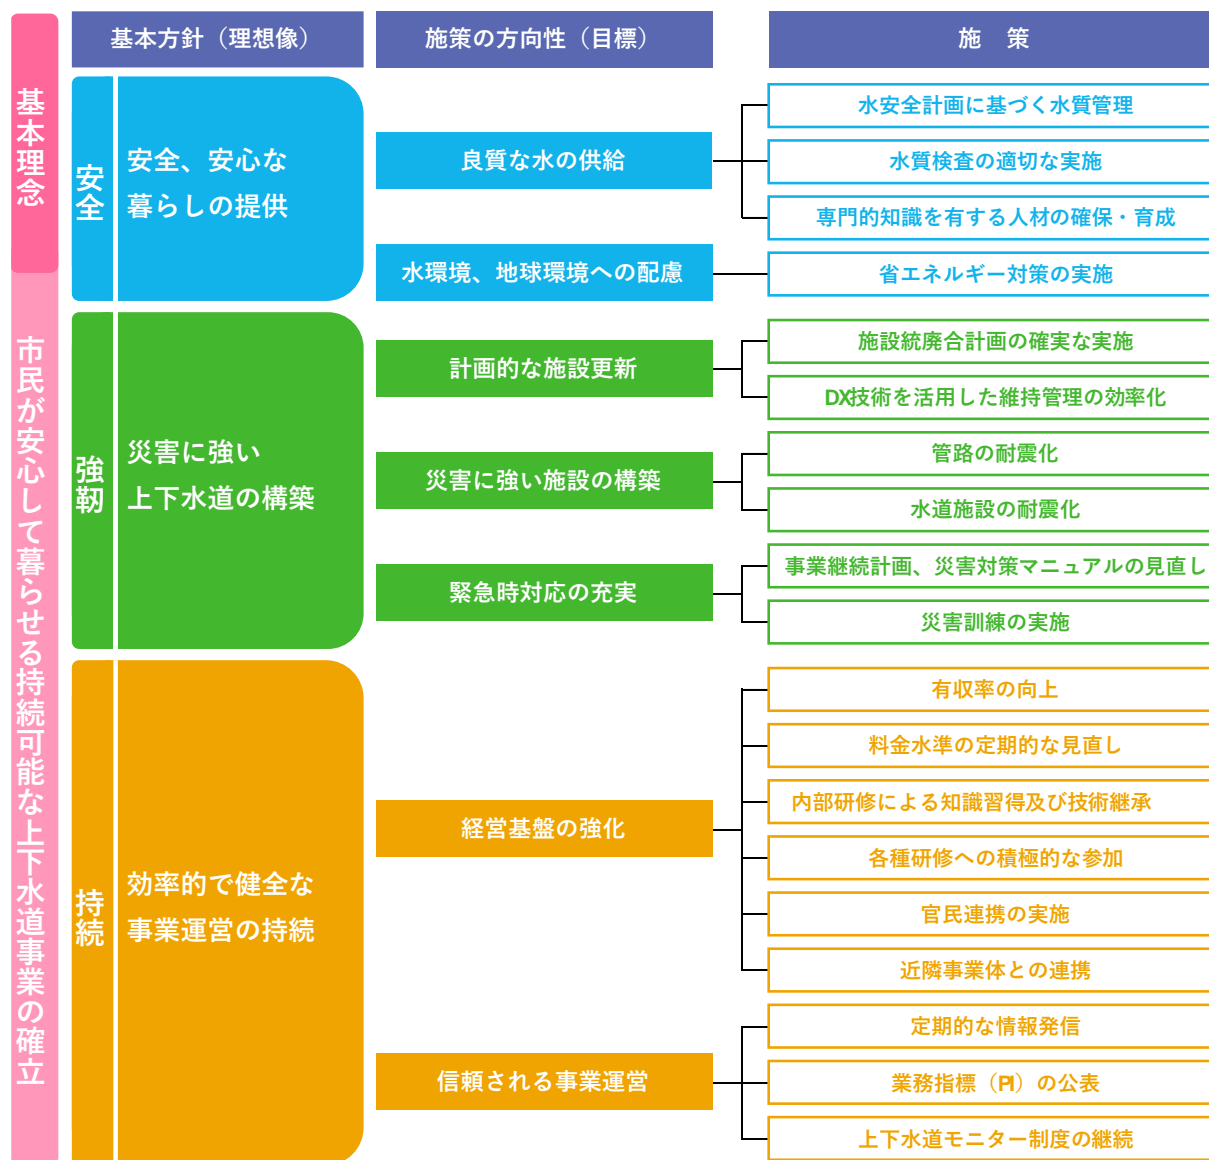 基本理念
市民が安心して暮らせる持続可能な上下水道事業の確立
基本方針（理想像）
施策の方向性（目標）
施　策
安全
安全、安心な
暮らしの提供
良質な水の供給
水安全計画に基づく水質管理
水質検査の適切な実施
専門的知識を有する人材の確保・育成
水環境、地球環境への配慮
省エネルギー対策の実施
強靭
災害に強い
上下水道の構築
計画的な施設更新
施設統廃合計画の確実な実施
DX技術を活用した維持管理の効率化
災害に強い施設の構築
管路の耐震化
水道施設の耐震化
緊急時対応の充実
事業継続計画、災害対策マニュアルの見直し
災害訓練の実施
持続
効率的で健全な
事業運営の持続
経営基盤の強化
有収率の向上
料金水準の定期的な見直し
内部研修による知識習得及び技術継承
各種研修への積極的な参加
官民連携の実施
近隣事業体との連携
信頼される事業運営
定期的な情報発信
業務指標（PI）の公表
上下水道モニター制度の継続